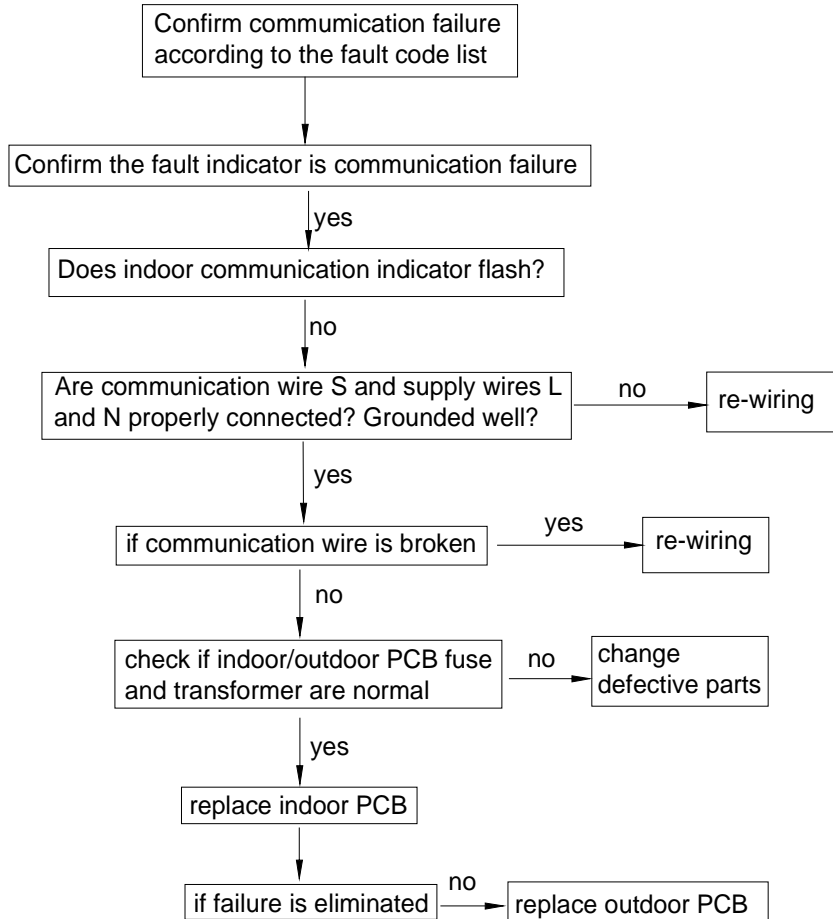 Confirm commumication failure
according to the fault code list
Confirm the fault indicator is communication failure
yes
Does indoor communication indicator flash?
no
Are communication wire S and supply wires L
and N properly connected? Grounded well?
no
re-wiring
yes
if communication wire is broken
yes
re-wiring
no
check if indoor/outdoor PCB fuse
and transformer are normal
no
change
defective parts
yes
replace indoor PCB
if failure is eliminated
no
replace outdoor PCB